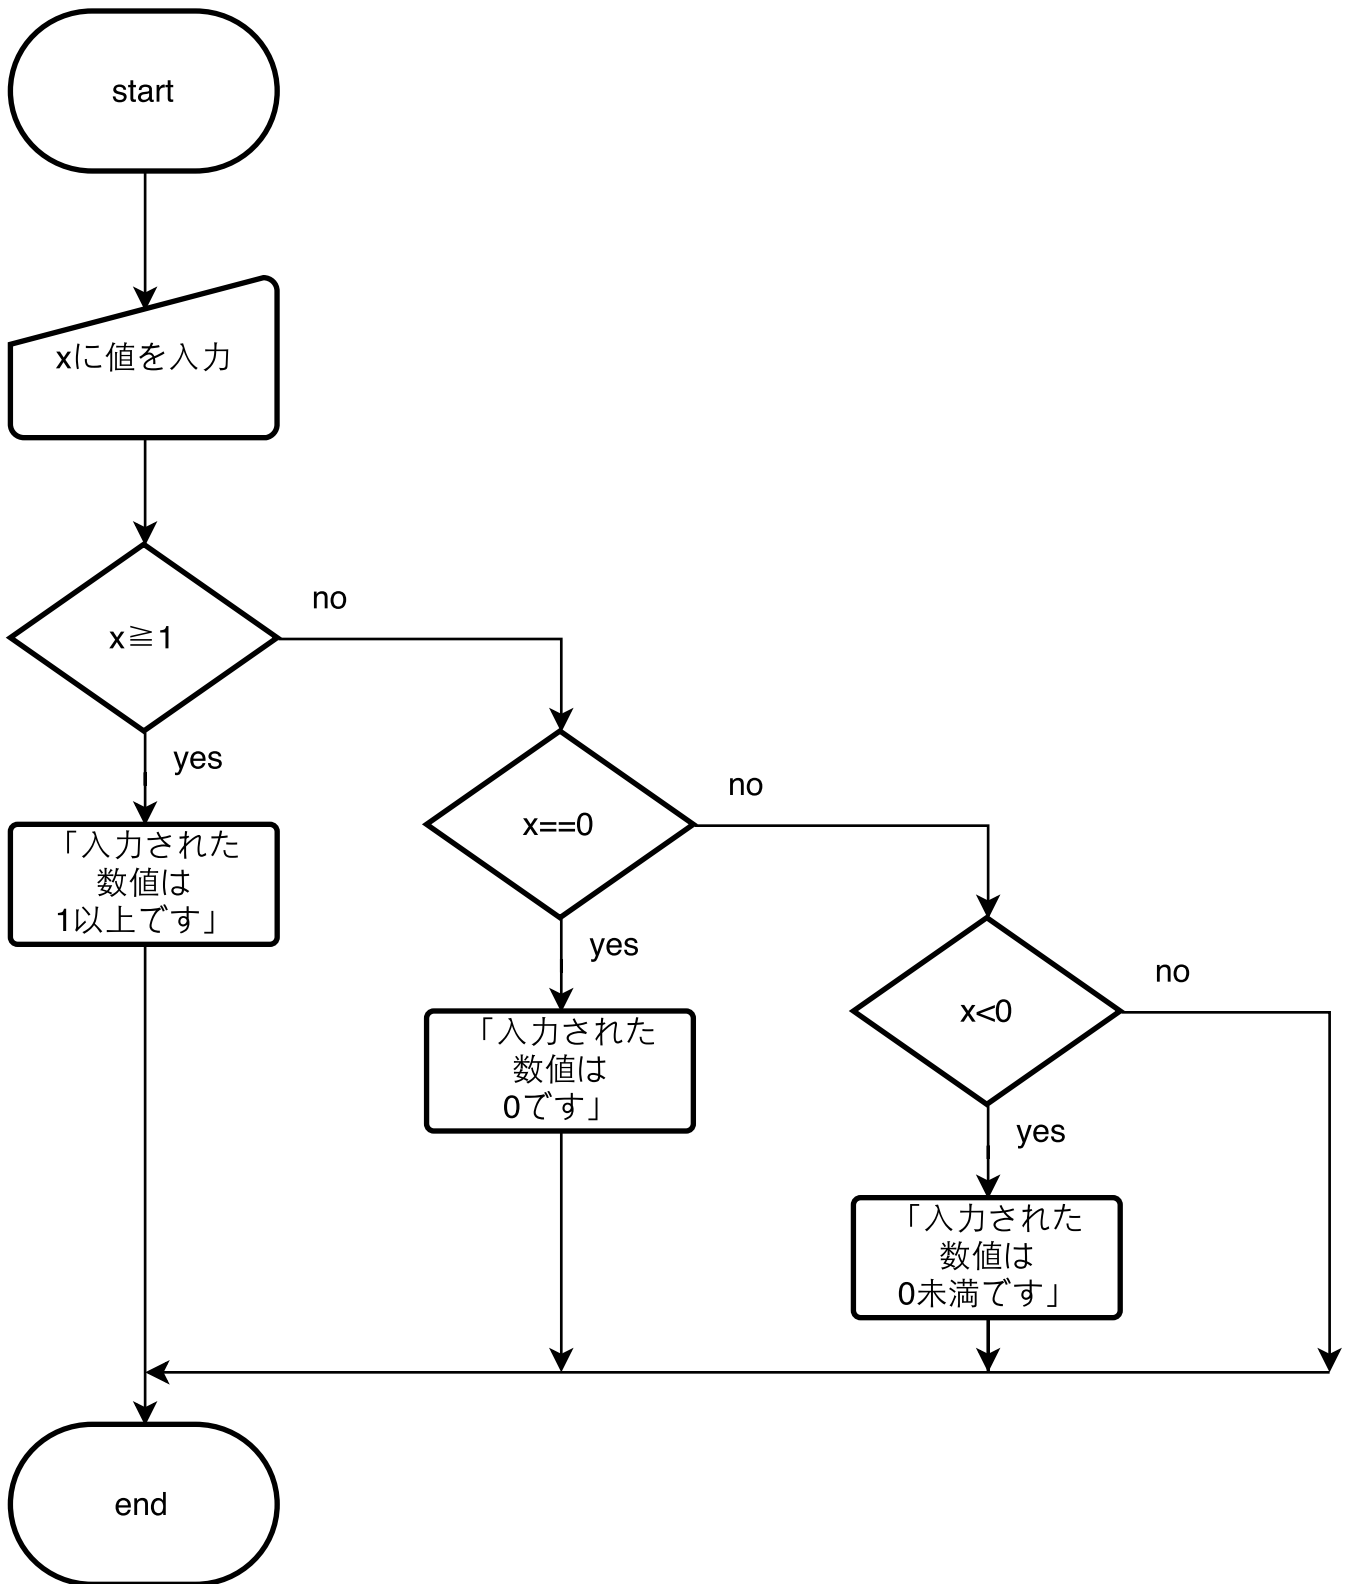 start
xに値を入力
x≧1
no
yes
「入力された
数値は
1以上です」
x==0
no
yes
「入力された
数値は
0です」
x<0
no
yes
「入力された
数値は
0未満です」
end